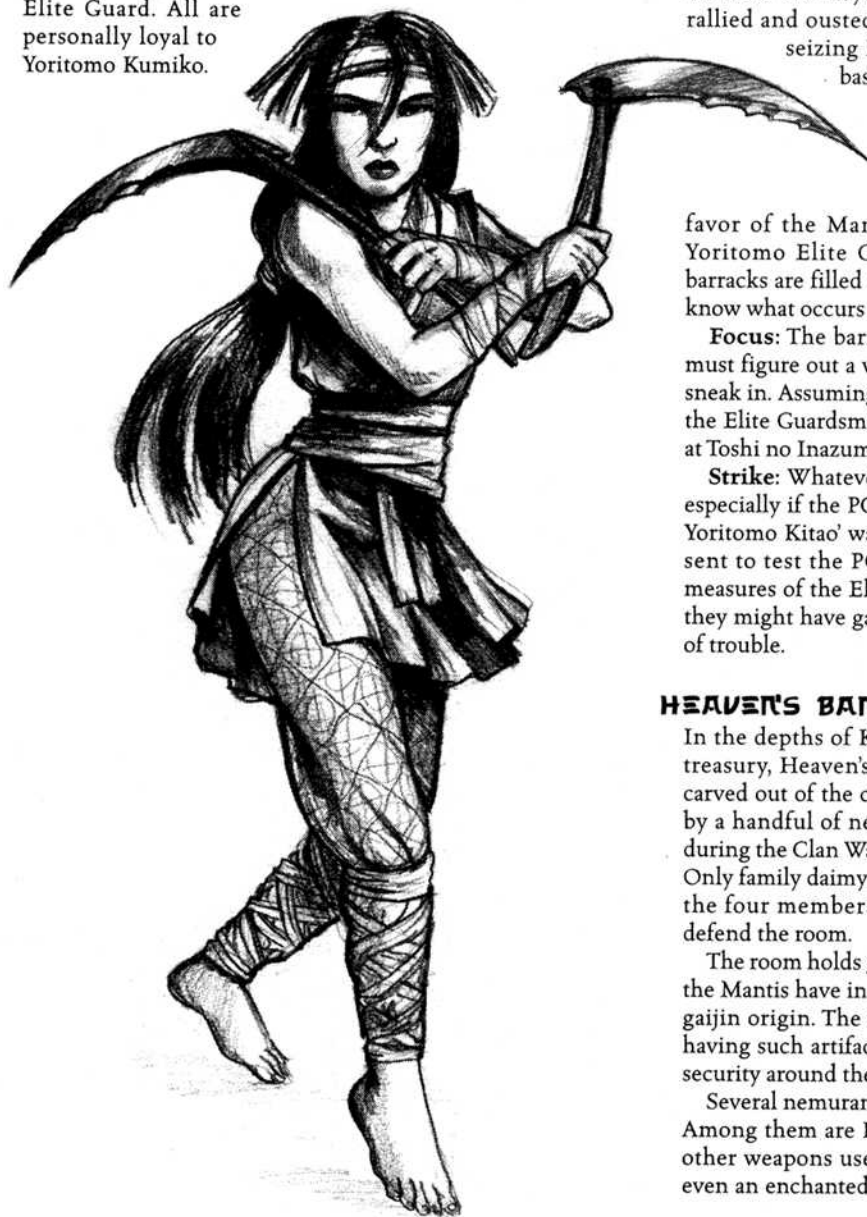 Elite Guard. All are
personally loyal to
Yoritomo Kumiko.
rallied and ousted
seizing
bas
favor of the Man
Yoritomo Elite G
barracks are filled
know what occurs
Focus: The bar
must figure out a w
sneak in. Assuming
the Elite Guardsm
at Toshi no Inazum
Strike: Whateve
especially if the PC
Yoritomo Kitao' wa
sent to test the PC
measures of the El
they might have ga
of trouble.
HEAVEN'S BAN
In the depths of K
treasury, Heaven's
carved out of the c
by a handful of ne
during the Clan Wa
Only family daimy
the four member
defend the room.
The room holds
the Mantis have in
gaijin origin. The
having such artifac
security around the
Several nemuran
Among them are
other weapons use
even an enchanted